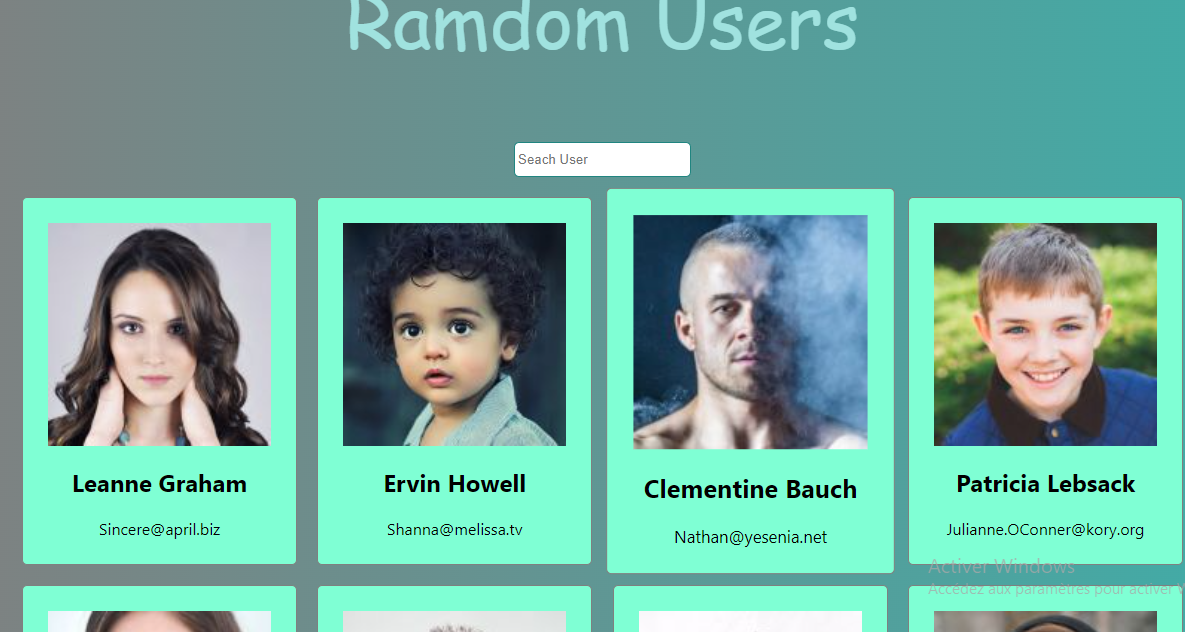 Ramdom Users
Seach User
Leanne Graham
Sincere@april.biz
Ervin Howell
Shanna@melissa.tv
Clementine Bauch
Nathan@yesenia.net
Patricia Lebsack
Julianne.OConner@kory.org
Activer Windows
Accédez aux paramètres pour activer